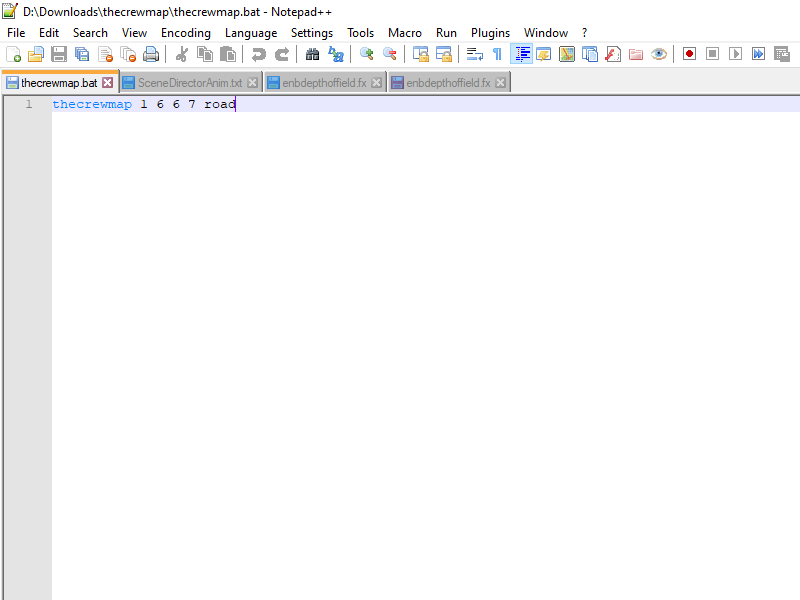 D:\Downloads\thecrewmap\thecrewmap.bat - Notepad++
File Edit Search View Encoding Language Settings Tools Macro Run Plugins Window ?
thecrewmap.bat SceneDirectorAnim.txt enbdepthoffield.fx enbdepthoffield.fx
1 thecrewmap 1 6 6 7 road